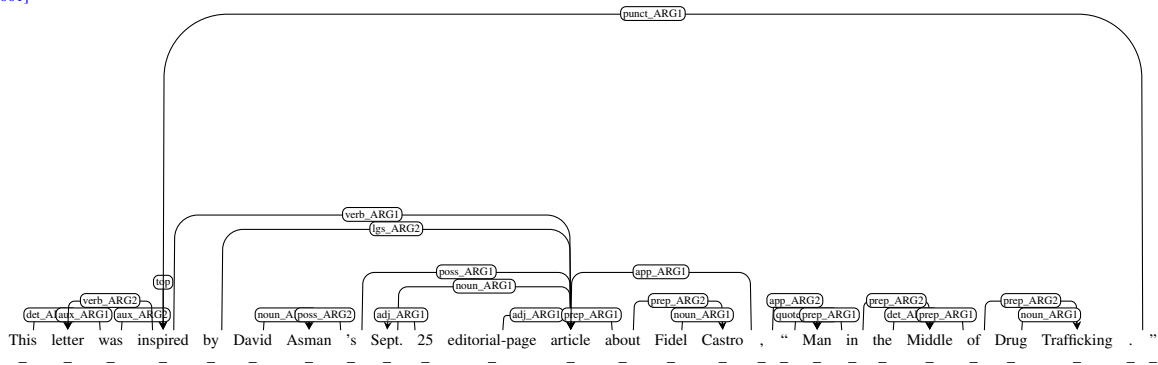 punct_ARG1
verb_ARG1
lgs_ARG2
poss_ARG1 app_ARG1
top noun_ARG1
verb_ARG2 prep_ARG2 app_ARG2 prep_ARG2 prep_ARG2
aux_ARG1 aux_ARG2 poss_ARG2 adj_ARG1 adj_ARG1 prep_ARG1 noun_ARG1 prep_ARG1 prep_ARG1 noun_ARG1
This letter was inspired by David Asman 's Sept. 25 editorial-page article about Fidel Castro , “ Man in the Middle of Drug Trafficking . ”
_ _ _ _ _ _ _ _ _ _ _ _ _ _ _ _ _ _ _ _ _ _ _ _ _ _